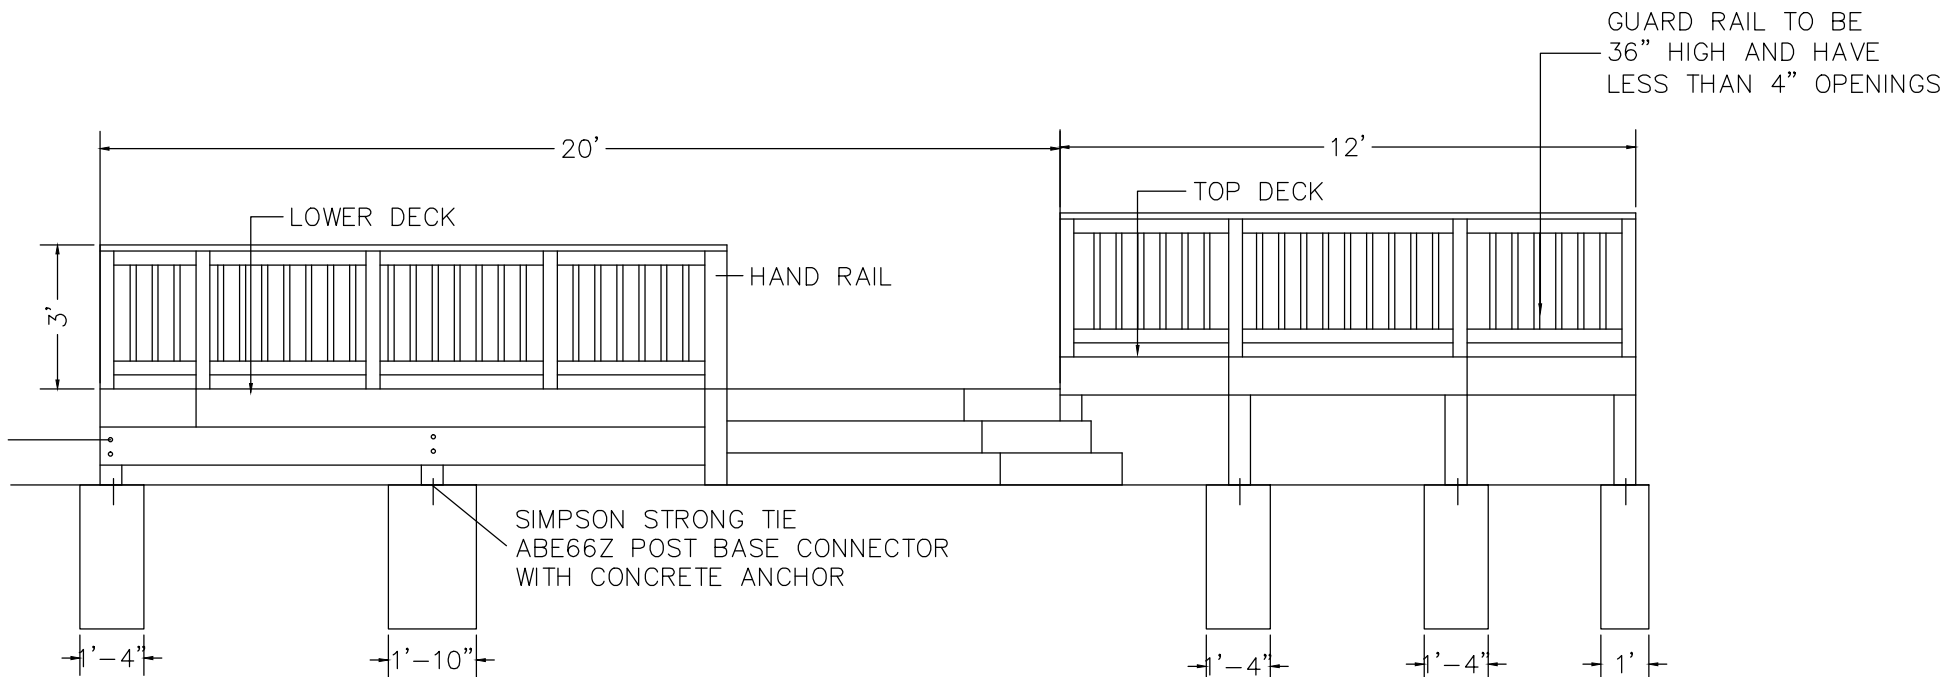 GUARD RAIL TO BE
36” HIGH AND HAVE
LESS THAN 4” OPENINGS
20’
12’
TOP DECK
LOWER DECK
HAND RAIL
3’
SIMPSON STRONG TIE
ABE66Z POST BASE CONNECTOR
WITH CONCRETE ANCHOR
1’-4”
1’-10”
1’-4”
1’-4”
1’